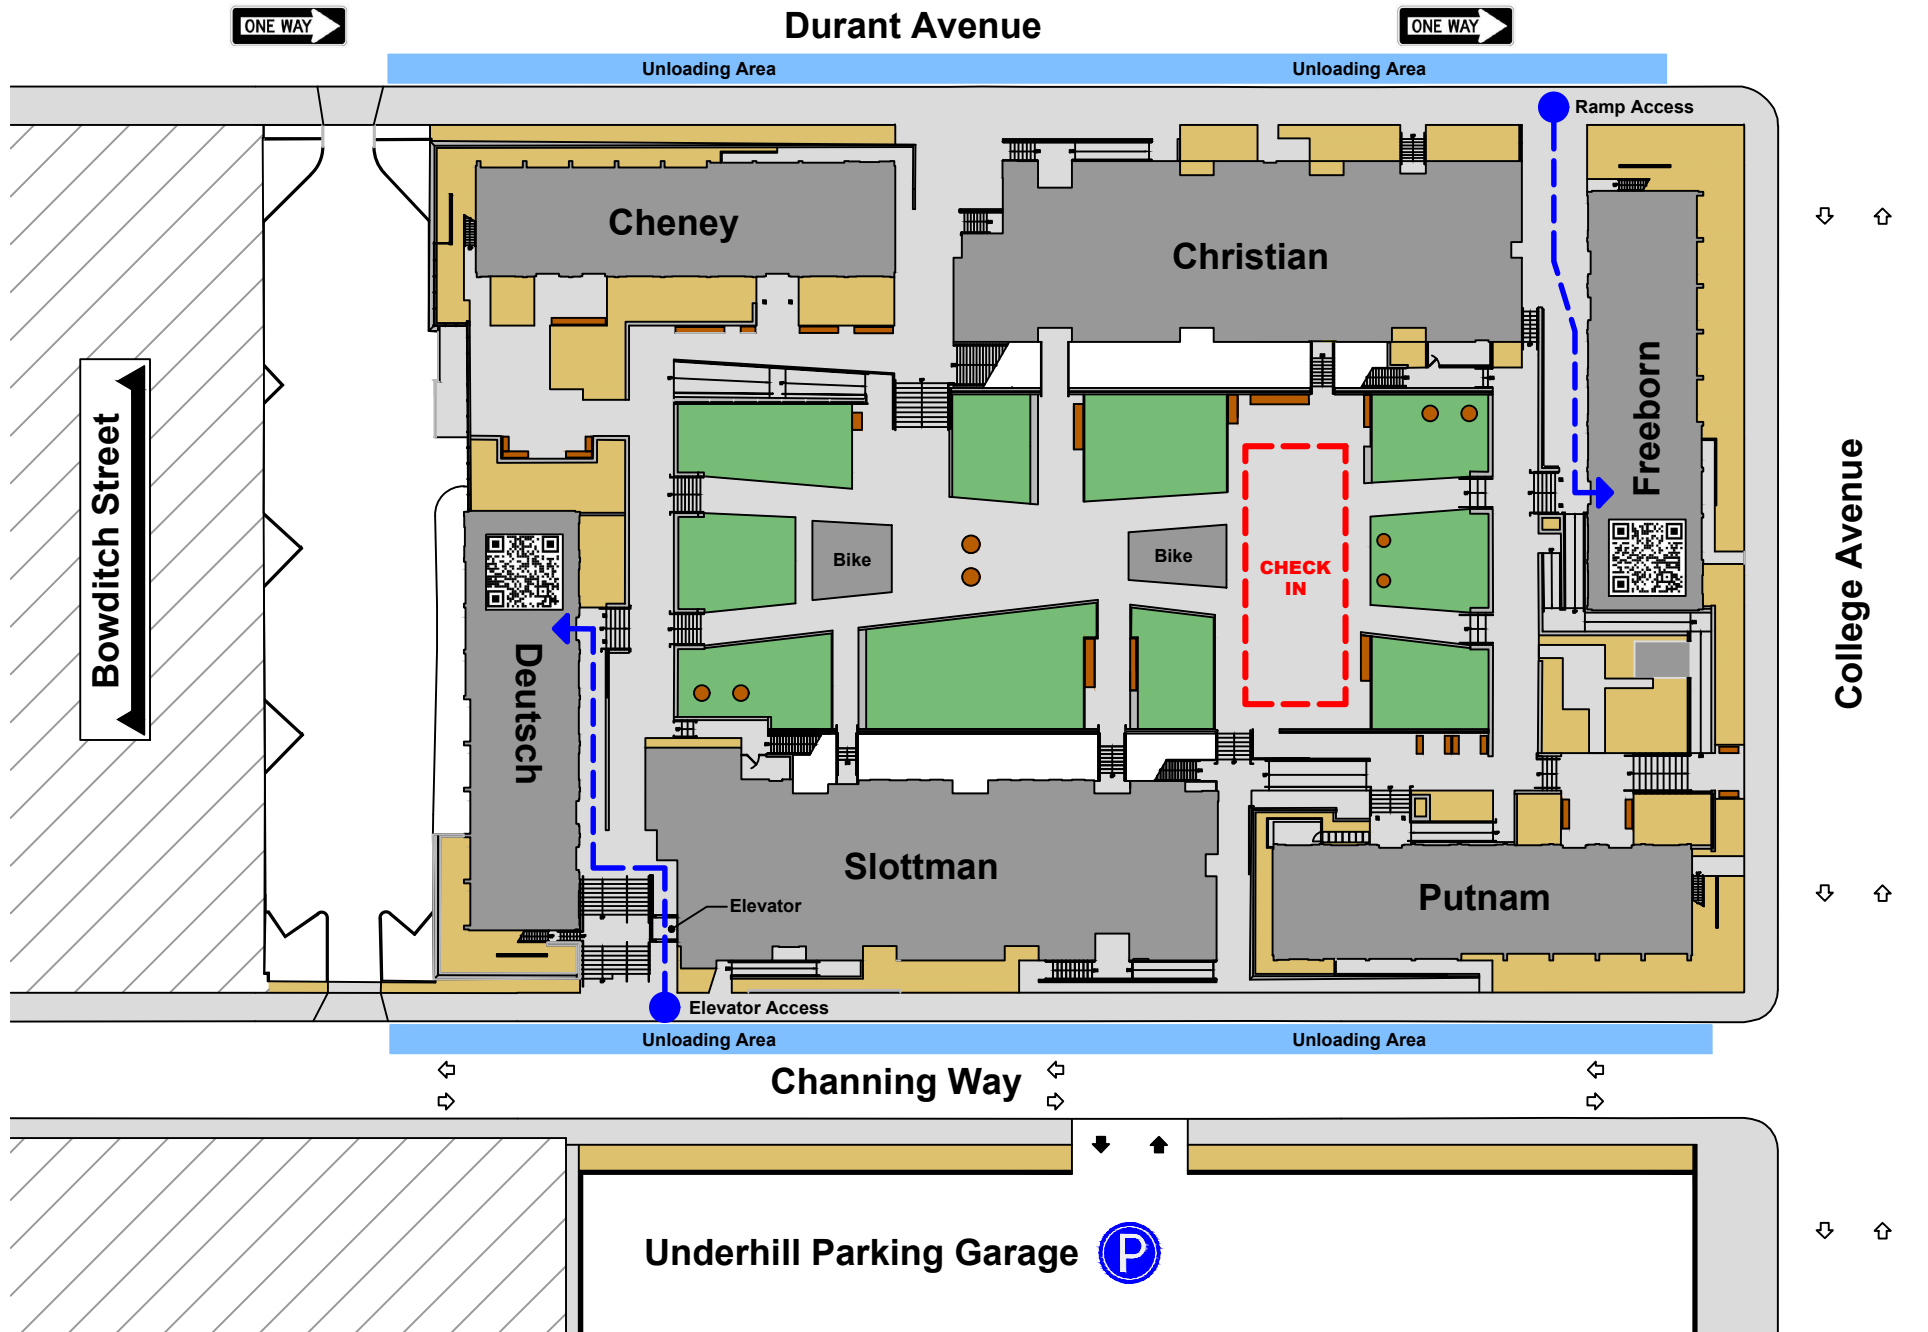 ONE WAY
Durant Avenue
ONE WAY
Unloading Area
Unloading Area
Ramp Access
Cheney
Christian
Freeborn
Bowditch Street
College Avenue
Bike
Bike
CHECK
IN
Deutsch
Slottman
Putnam
Elevator
Elevator Access
Unloading Area
Unloading Area
Channing Way
Underhill Parking Garage
P